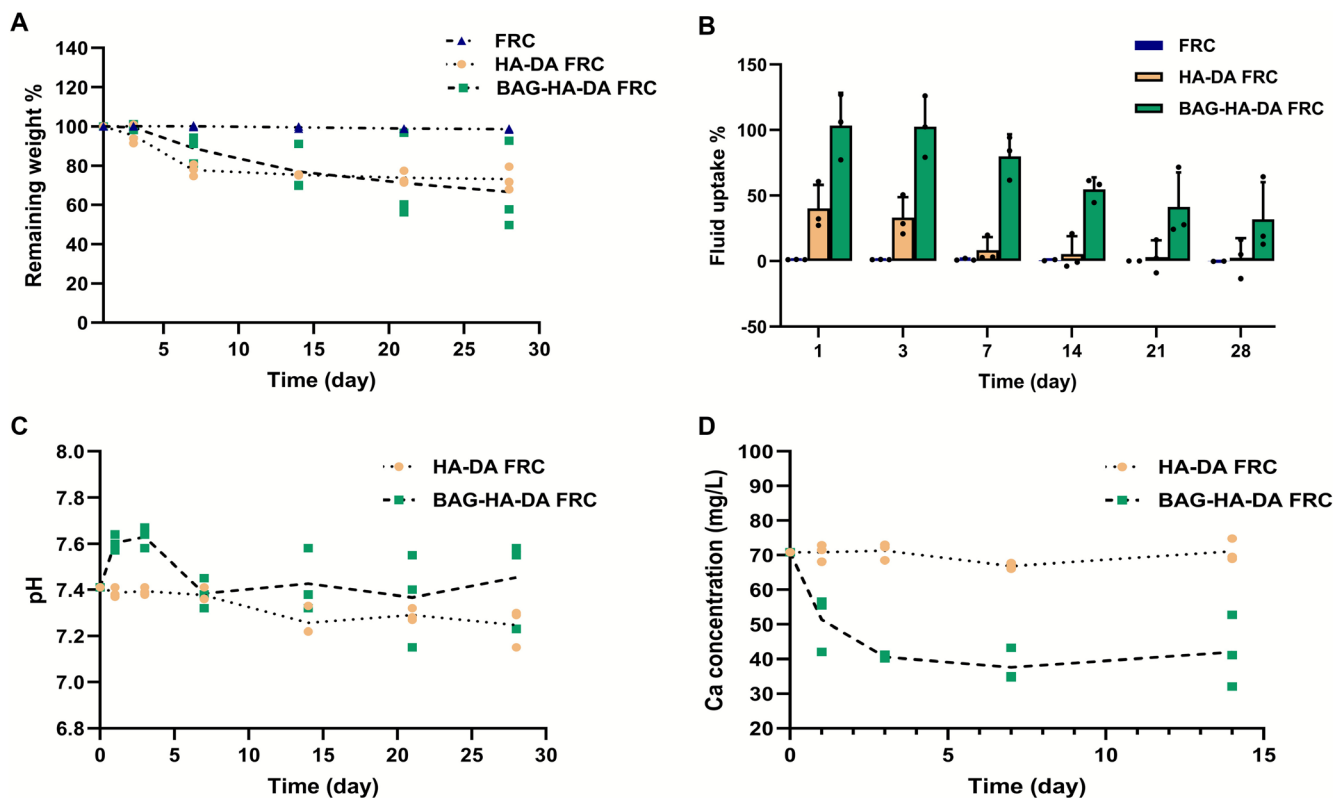 A
FRC
HA-DA FRC
BAG-HA-DA FRC
Remaining weight %
140
120
100
80
60
40
20
0
5 10 15 20 25 30
Time (day)
B
FRC
HA-DA FRC
BAG-HA-DA FRC
Fluid uptake %
150
100
50
0
-50
1 3 7 14 21 28
Time (day)
C
HA-DA FRC
BAG-HA-DA FRC
pH
8.0
7.8
7.6
7.4
7.2
7.0
6.8
0 5 10 15 20 25 30
Time (day)
D
HA-DA FRC
BAG-HA-DA FRC
Ca concentration (mg/L)
100
90
80
70
60
50
40
30
20
0 5 10 15
Time (day)